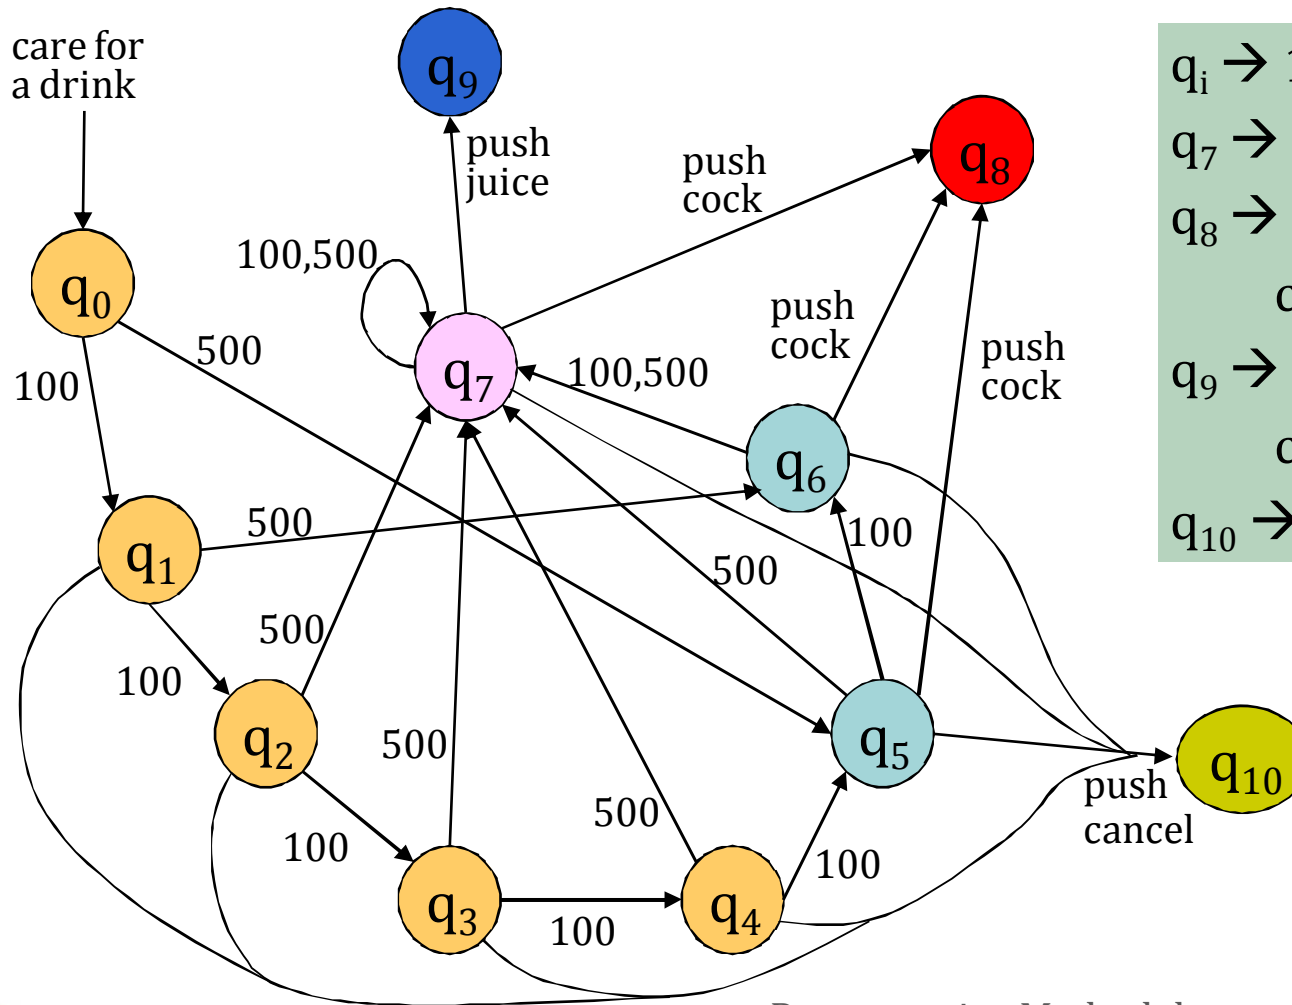 care for
a drink
q9
push
juice
push
cock
q8
100,500
q0
500
100
q7
push
cock
100,500
push
cock
q6
500
q1
100
500
500
100
q2
500
q5
q10
push
cancel
100
500
100
q3
100
q4
qi →
q7 →
q8 →
q9 →
q10 →